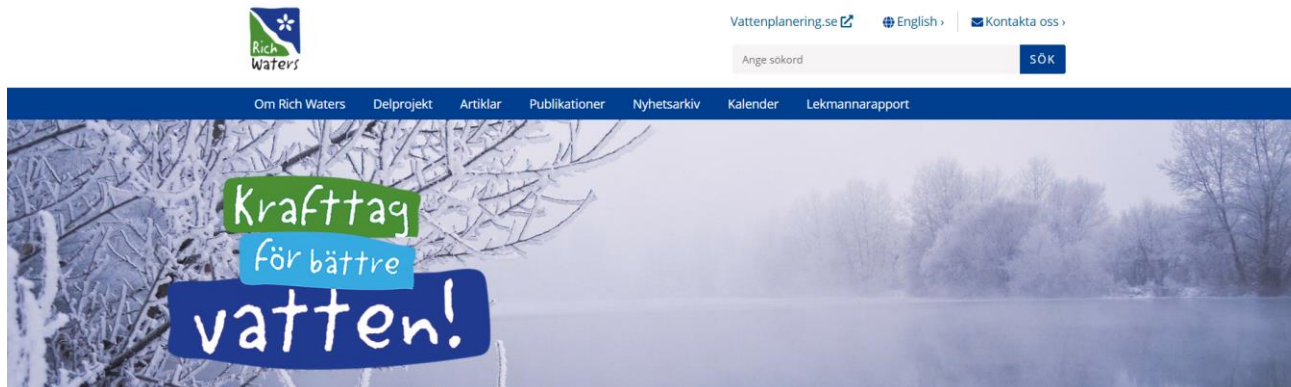 Rich
Waters
Vattenplanering.se English › Kontakta oss ›
Ange sökord SÖK
Om Rich Waters Delprojekt Artiklar Publikationer Nyhetsarkiv Kalender Lekmannarapport
Krafttag
för bättre
vatten!